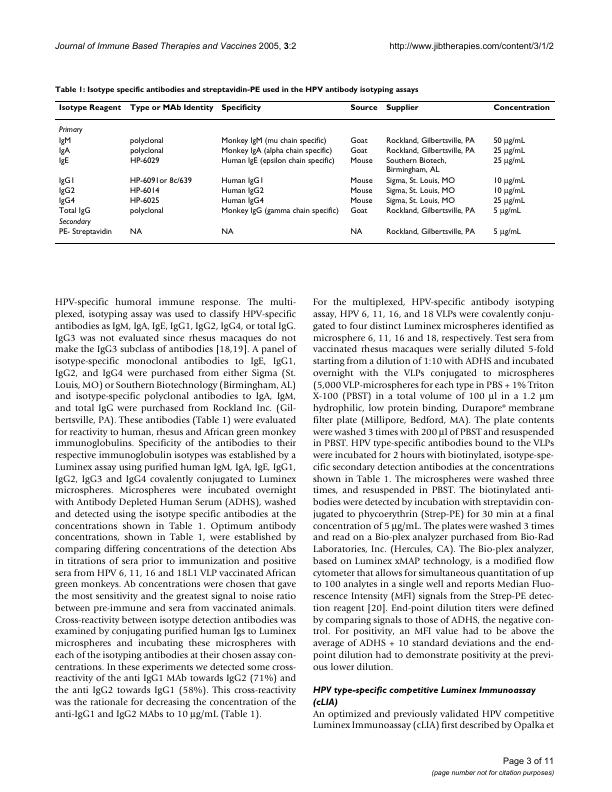 Journal of Immune Based Therapies and Vaccines 2005, 3:2 http://www.jibtherapies.com/content/3/1/2
Table 1: Isotype specific antibodies and streptavidin-PE used in the HPV antibody isotyping assays
Isotype Reagent Type or MAb Identity Specificity Source Supplier Concentration
Primary
IgM polyclonal Monkey IgM (mu chain specific) Goat Rockland, Gilbertsville, PA 50 μg/mL
IgA polyclonal Monkey IgA (alpha chain specific) Goat Rockland, Gilbertsville, PA 25 μg/mL
IgE HP-6029 Human IgE (epsilon chain specific) Mouse Southern Biotech, 25 μg/mL
Birmingham, AL
IgG1 HP-6091or 8c/639 Human IgG1 Mouse Sigma, St. Louis, MO 10 μg/mL
IgG2 HP-6014 Human IgG2 Mouse Sigma, St. Louis, MO 10 μg/mL
IgG4 HP-6025 Human IgG4 Mouse Sigma, St. Louis, MO 25 μg/mL
Total IgG polyclonal Monkey IgG (gamma chain specific) Goat Rockland, Gilbertsville, PA 5 μg/mL
Secondary
PE- Streptavidin NA NA NA Rockland, Gilbertsville, PA 5 μg/mL
HPV-specific humoral immune response. The multi-
plexed, isotyping assay was used to classify HPV-specific
antibodies as IgM, IgA, IgE, IgG1, IgG2, IgG4, or total IgG.
IgG3 was not evaluated since rhesus macaques do not
make the IgG3 subclass of antibodies [18,19]. A panel of
isotype-specific monoclonal antibodies to IgE, IgG1,
IgG2, and IgG4 were purchased from either Sigma (St.
Louis, MO) or Southern Biotechnology (Birmingham, AL)
and isotype-specific polyclonal antibodies to IgA, IgM,
and total IgG were purchased from Rockland Inc. (Gil-
bertsville, PA). These antibodies (Table 1) were evaluated
for reactivity to human, rhesus and African green monkey
immunoglobulins. Specificity of the antibodies to their
respective immunoglobulin isotypes was established by a
Luminex assay using purified human IgM, IgA, IgE, IgG1,
IgG2, IgG3 and IgG4 covalently conjugated to Luminex
microspheres. Microspheres were incubated overnight
with Antibody Depleted Human Serum (ADHS), washed
and detected using the isotype specific antibodies at the
concentrations shown in Table 1. Optimum antibody
concentrations, shown in Table 1, were established by
comparing differing concentrations of the detection Abs
in titrations of sera prior to immunization and positive
sera from HPV 6, 11, 16 and 18L1 VLP vaccinated African
green monkeys. Ab concentrations were chosen that gave
the most sensitivity and the greatest signal to noise ratio
between pre-immune and sera from vaccinated animals.
Cross-reactivity between isotype detection antibodies was
examined by conjugating purified human Igs to Luminex
microspheres and incubating these microspheres with
each of the isotyping antibodies at their chosen assay con-
centrations. In these experiments we detected some cross-
reactivity of the anti IgG1 MAb towards IgG2 (71%) and
the anti IgG2 towards IgG1 (58%). This cross-reactivity
was the rationale for decreasing the concentration of the
anti-IgG1 and IgG2 MAbs to 10 μg/mL (Table 1).
For the multiplexed, HPV-specific antibody isotyping
assay, HPV 6, 11, 16, and 18 VLPs were covalently conju-
gated to four distinct Luminex microspheres identified as
microsphere 6, 11, 16 and 18, respectively. Test sera from
vaccinated rhesus macaques were serially diluted 5-fold
starting from a dilution of 1:10 with ADHS and incubated
overnight with the VLPs conjugated to microspheres
(5,000 VLP-microspheres for each type in PBS + 1% Triton
X-100 (PBST) in a total volume of 100 μl in a 1.2 μm
hydrophilic, low protein binding, Durapore® membrane
filter plate (Millipore, Bedford, MA). The plate contents
were washed 3 times with 200 μl of PBST and resuspended
in PBST. HPV type-specific antibodies bound to the VLPs
were incubated for 2 hours with biotinylated, isotype-spe-
cific secondary detection antibodies at the concentrations
shown in Table 1. The microspheres were washed three
times, and resuspended in PBST. The biotinylated anti-
bodies were detected by incubation with streptavidin con-
jugated to phycoerythrin (Strep-PE) for 30 min at a final
concentration of 5 μg/mL. The plates were washed 3 times
and read on a Bio-plex analyzer purchased from Bio-Rad
Laboratories, Inc. (Hercules, CA). The Bio-plex analyzer,
based on Luminex xMAP technology, is a modified flow
cytometer that allows for simultaneous quantification of up
to 100 analytes in a single well and reports Median Fluo-
rescence Intensity (MFI) signals from the Strep-PE detec-
tion reagent [20]. End-point dilution titers were defined
by comparing signals to those of ADHS, the negative con-
trol. For positivity, an MFI value had to be above the
average of ADHS + 10 standard deviations and the end-
point dilution had to demonstrate positivity at the previ-
ous lower dilution.
HPV type-specific competitive Luminex Immunoassay
(cLIA)
An optimized and previously validated HPV competitive
Luminex Immunoassay (cLIA) first described by Opalka et
Page 3 of 11
(page number not for citation purposes)